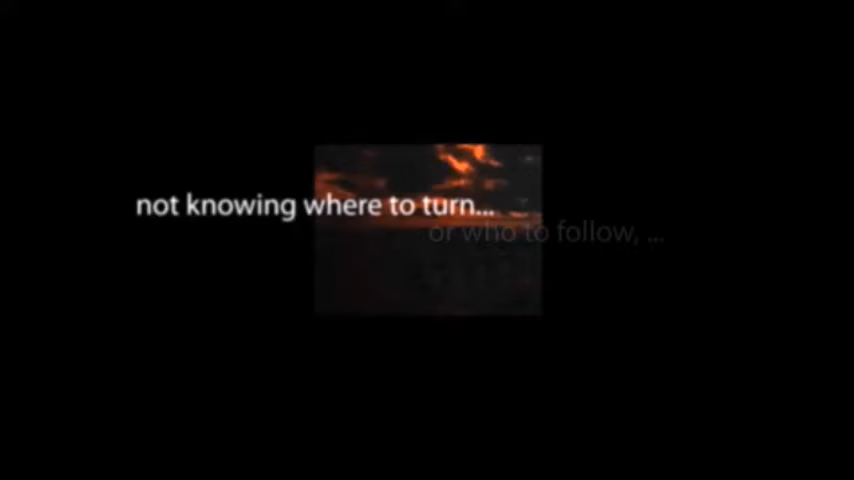 not knowing where to turn...
or who to follow, ...